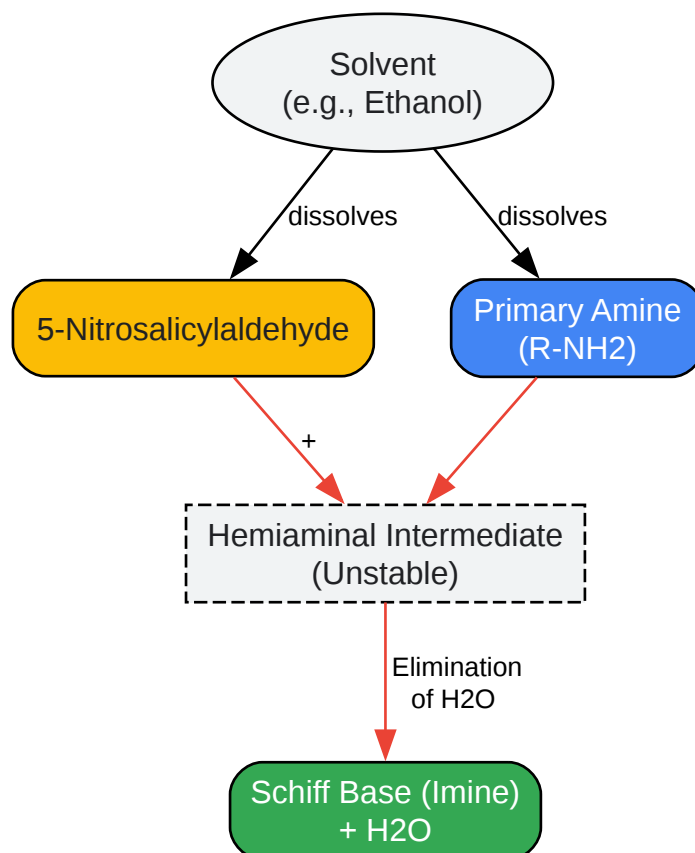 Solvent
(e.g., Ethanol)
dissolves
dissolves
5-Nitrosalicylaldehyde
Primary Amine
(R-NH2)
+
Hemiaminal Intermediate
(Unstable)
Elimination
of H2O
Schiff Base (Imine)
+ H2O